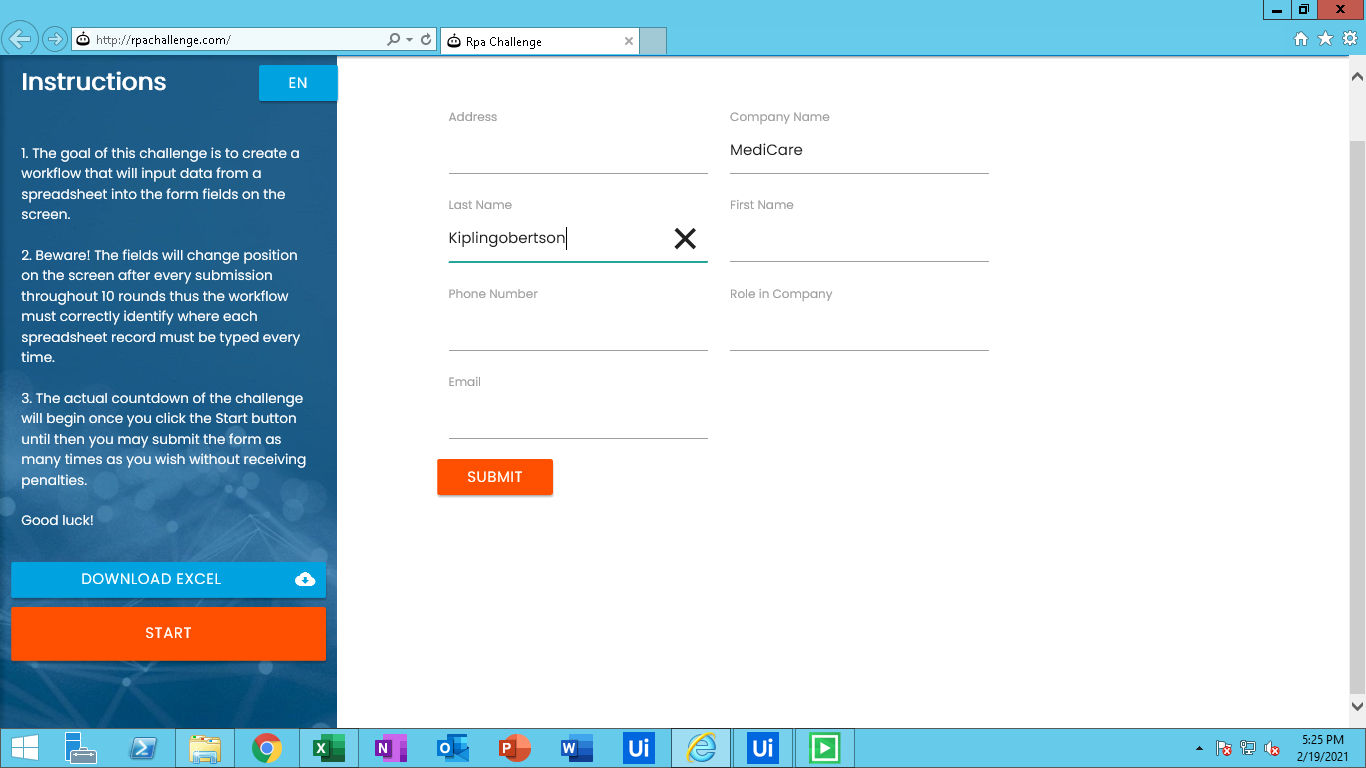 http://rpachallenge.com/
Rpa Challenge
Instructions
EN
1. The goal of this challenge is to create a
workflow that will input data from a
spreadsheet into the form fields on the
screen.
2. Beware! The fields will change position
on the screen after every submission
throughout 10 rounds thus the workflow
must correctly identify where each
spreadsheet record must be typed every
time.
3. The actual countdown of the challenge
will begin once you click the Start button
until then you may submit the form as
many times as you wish without receiving
penalties.
Good luck!
DOWNLOAD EXCEL
START
Address
Company Name
MediCare
Last Name
First Name
Kiplingobertson
Phone Number
Role in Company
Email
SUBMIT
X
N
O
P
W
Ui
Ui
5:25 PM
2/19/2021